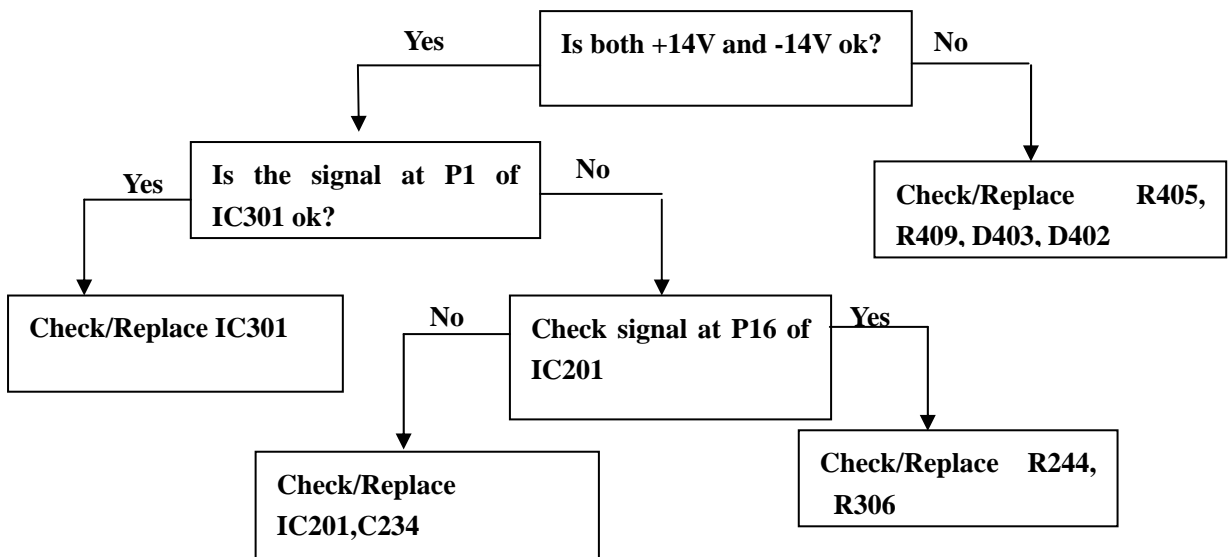 Yes
Is both +14V and -14V ok?
No
Yes
Is the signal at P1 of
IC301 ok?
No
Check/Replace R405,
R409, D403, D402
Check/Replace IC301
No
Check signal at P16 of
IC201
Yes
Check/Replace
IC201,C234
Check/Replace R244,
R306